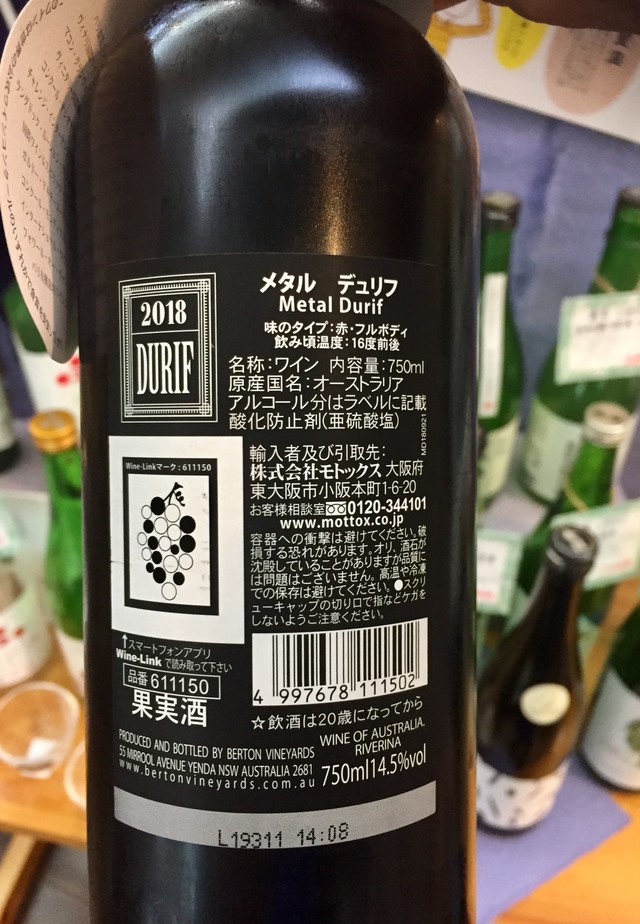 2018
DURIF
メタル デュリフ
Metal Durif
味のタイプ：赤・フルボディ
飲み頃温度：16度前後
名称：ワイン 内容量：750ml
原産国名：オーストラリア
アルコール分はラベルに記載
酸化防止剤(亜硫酸塩)
MD180921
Wine-Linkマーク：611150
↑スマートフォンアプリ
Wine-Linkで読み取って下さい
品番611150
果実酒
輸入者及び引取先：
株式会社モトックス 大阪府
東大阪市小阪本町1-6-20
お客様相談室 0120-344101
www.mottox.co.jp
容器への衝撃は避けてください。破
損する恐れがあります。オリ、酒石が
沈殿していることがありますが品質に
は問題はございません。高温や冷凍
での保存は避けてください。●スクリ
ューキャップの切り口で指などケガを
しないようご注意ください。
4 997678 111502
☆飲酒は20歳になってから
PRODUCED AND BOTTLED BY BERTON VINEYARDS
55 MIRROOL AVENUE YENDA NSW AUSTRALIA 2681
www.bertonvineyards.com.au
WINE OF AUSTRALIA.
RIVERINA
750ml14.5%vol
L19311 14:08